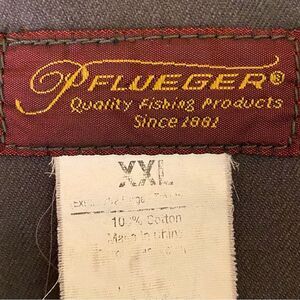 PFLUEGER®
Quality Fishing Products
Since 1881
XXL
100% Cotton
Made in China